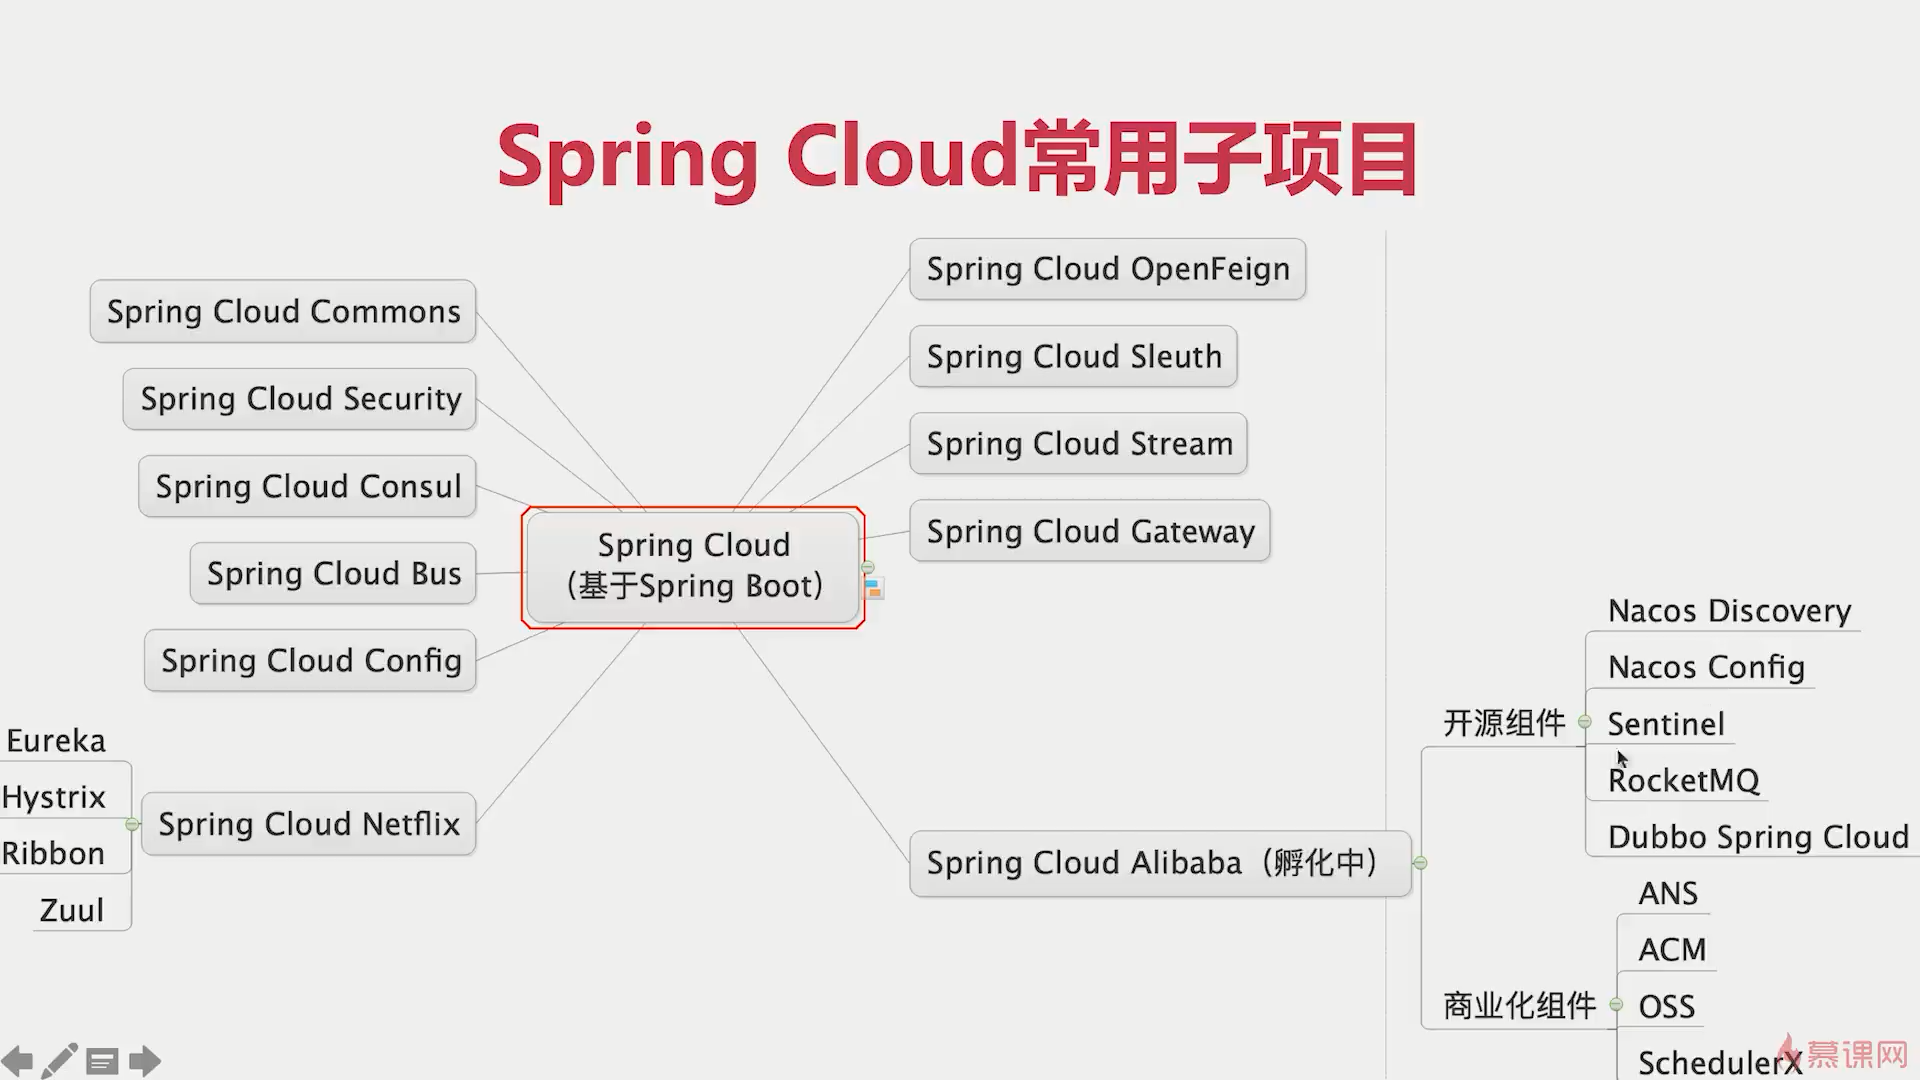 Spring Cloud常用子项目
Spring Cloud Commons
Spring Cloud Security
Spring Cloud Consul
Spring Cloud Bus
Spring Cloud Config
Eureka
Hystrix
Ribbon
Zuul
Spring Cloud Netflix
Spring Cloud
（基于Spring Boot）
Spring Cloud OpenFeign
Spring Cloud Sleuth
Spring Cloud Stream
Spring Cloud Gateway
Spring Cloud Alibaba（孵化中）
开源组件
Nacos Discovery
Nacos Config
Sentinel
RocketMQ
Dubbo Spring Cloud
商业化组件
ANS
ACM
OSS
SchedulerX
慕课网